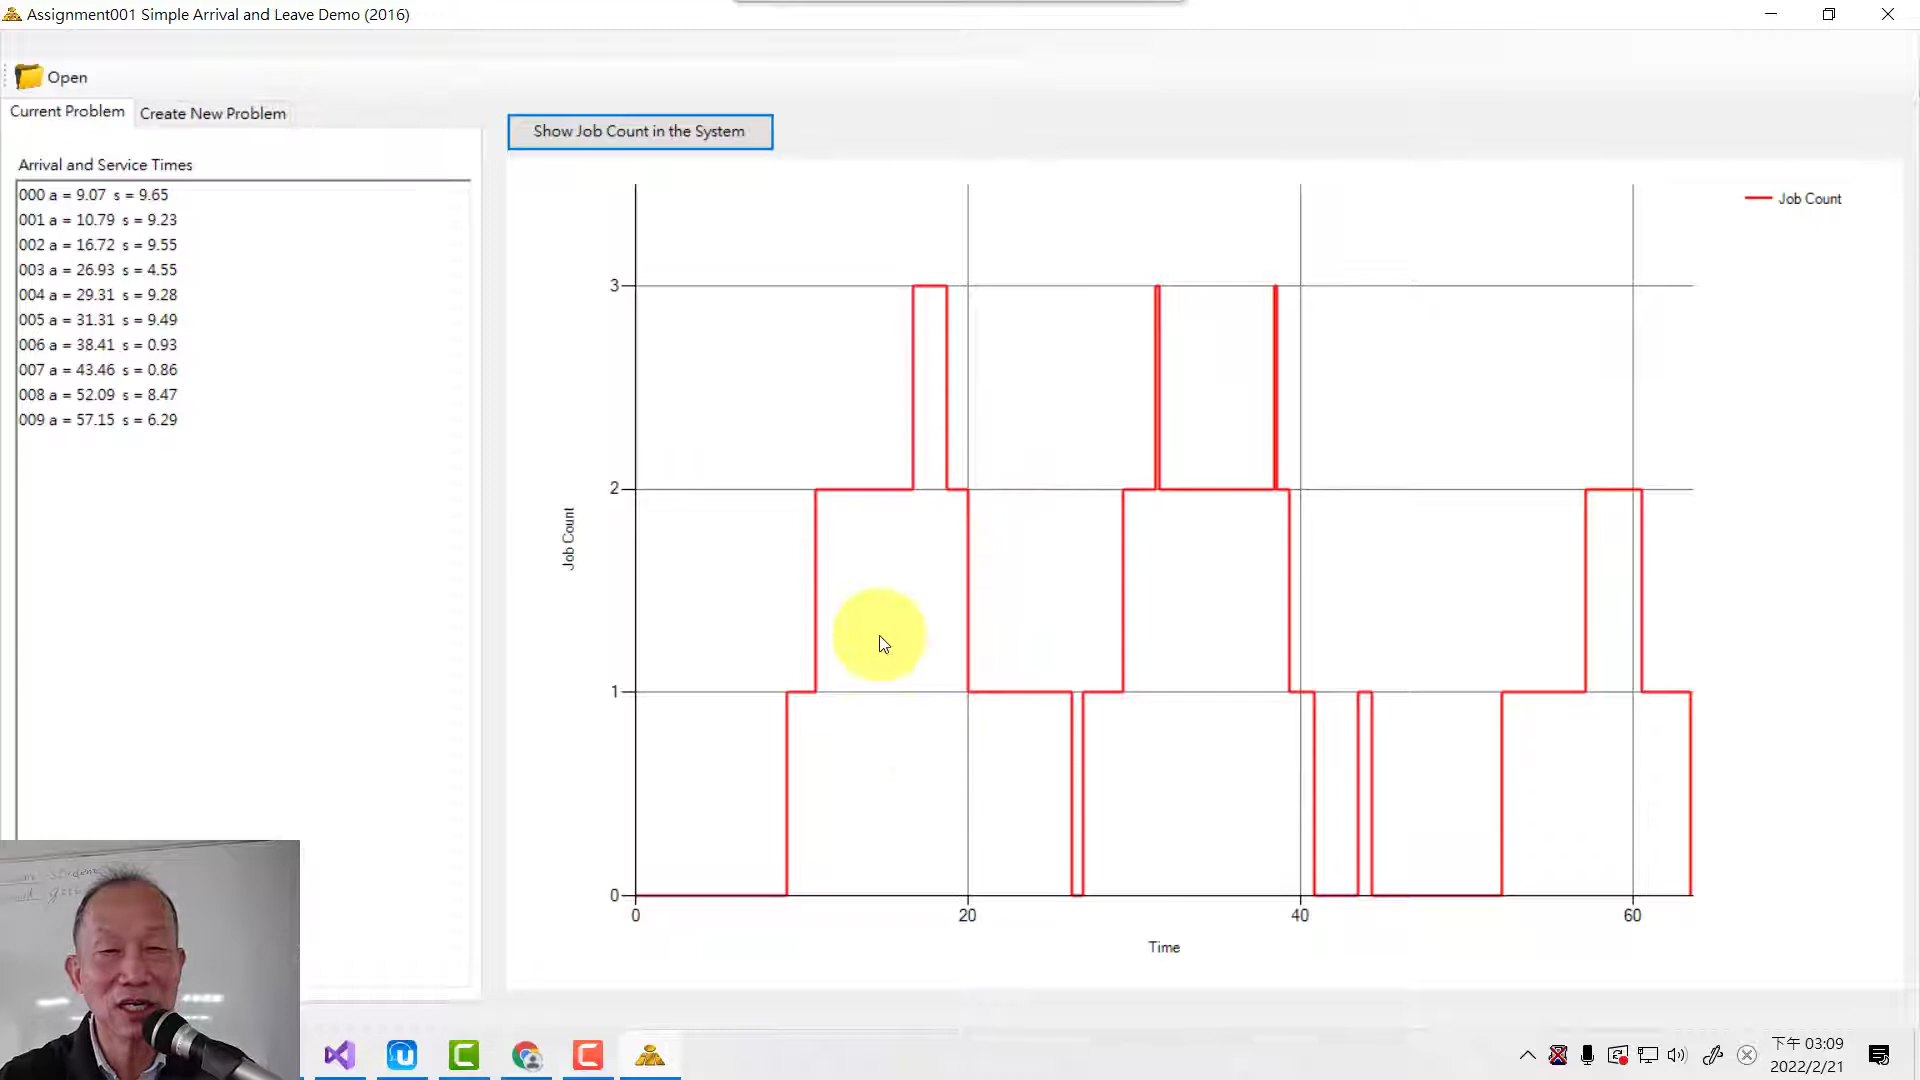 Assignment001 Simple Arrival and Leave Demo (2016)
Open
Current Problem
Create New Problem
Show Job Count in the System
Arrival and Service Times
000 a = 9.07 s = 9.65
001 a = 10.79 s = 9.23
002 a = 16.72 s = 9.55
003 a = 26.93 s = 4.55
004 a = 29.31 s = 9.28
005 a = 31.31 s = 9.49
006 a = 38.41 s = 0.93
007 a = 43.46 s = 0.86
008 a = 52.09 s = 8.47
009 a = 57.15 s = 6.29
Job Count
3
2
1
0
Job Count
0
20
40
60
Time
下午 03:09
2022/2/21